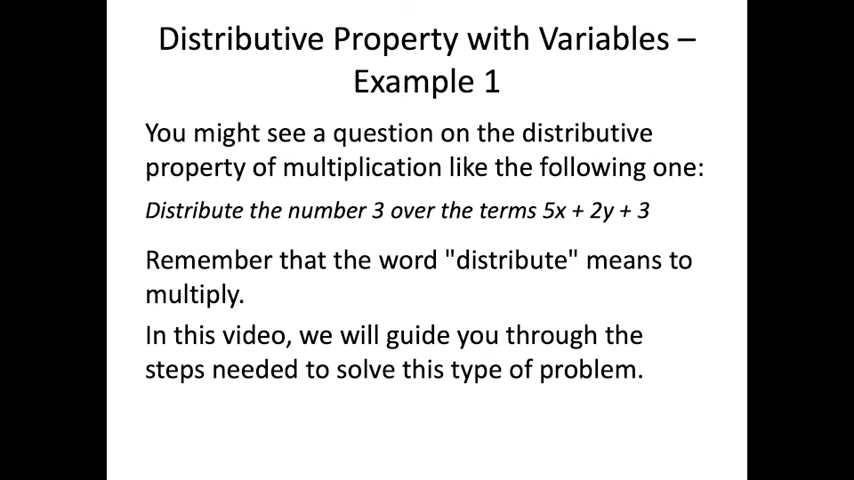 Distributive Property with Variables –
Example 1
You might see a question on the distributive
property of multiplication like the following one:
Distribute the number 3 over the terms 5x + 2y + 3
Remember that the word "distribute" means to
multiply.
In this video, we will guide you through the
steps needed to solve this type of problem.